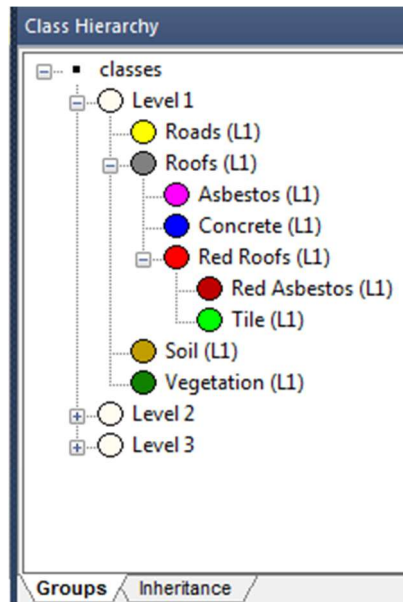 Class Hierarchy
classes
Level 1
Roads (L1)
Roofs (L1)
Asbestos (L1)
Concrete (L1)
Red Roofs (L1)
Red Asbestos (L1)
Tile (L1)
Soil (L1)
Vegetation (L1)
Level 2
Level 3
Groups Inheritance